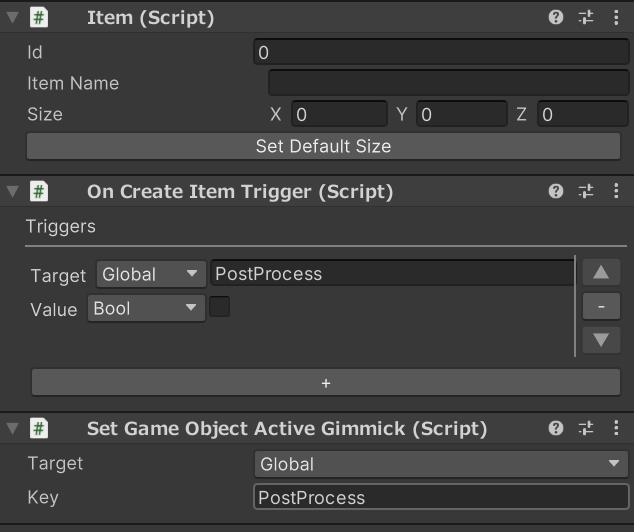 # Item (Script)
Id 0
Item Name
Size X 0 Y 0 Z 0
Set Default Size
# On Create Item Trigger (Script)
Triggers
Target Global PostProcess
Value Bool
-
+
# Set Game Object Active Gimmick (Script)
Target Global
Key PostProcess